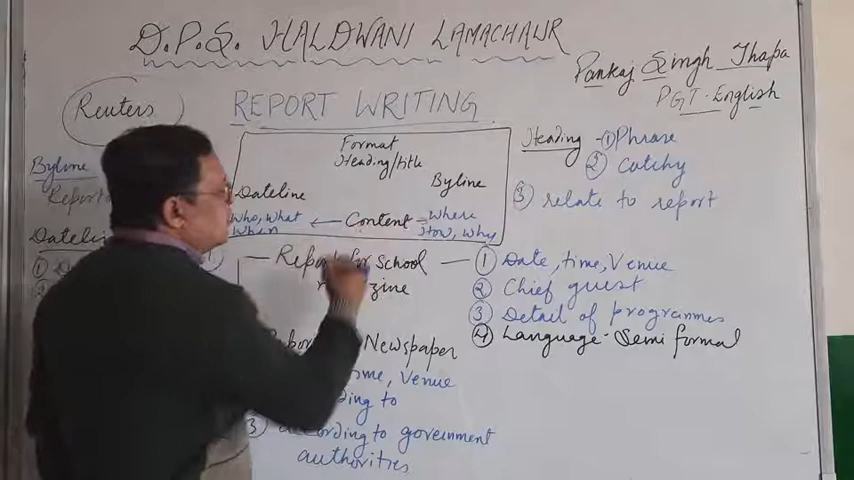 D.P.S. HALDWANI LAMACHAUR
Pankaj Singh Thapa
PGT. English
Reuters
REPORT WRITING
Format
Heading/title
Byline
Dateline
Who, what
When
Content
Where
How, why
Byline
Heading - ① Phrase
② Catchy
③ relate to report
Report for School
① Date, time, Venue
② Chief guest
③ Detail of programmes
④ Language - Semi formal
Newspaper
Venue
to
③ according to government
authorities